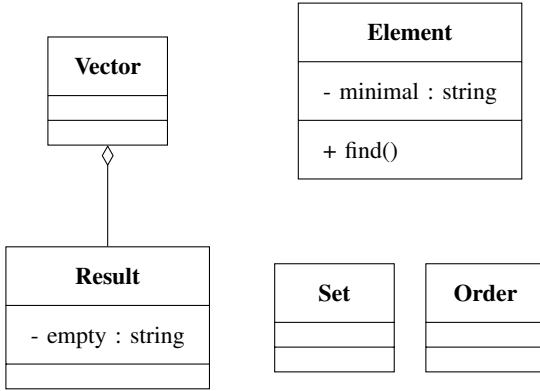 Vector
Element
- minimal : string
+ find()
Result
- empty : string
Set
Order